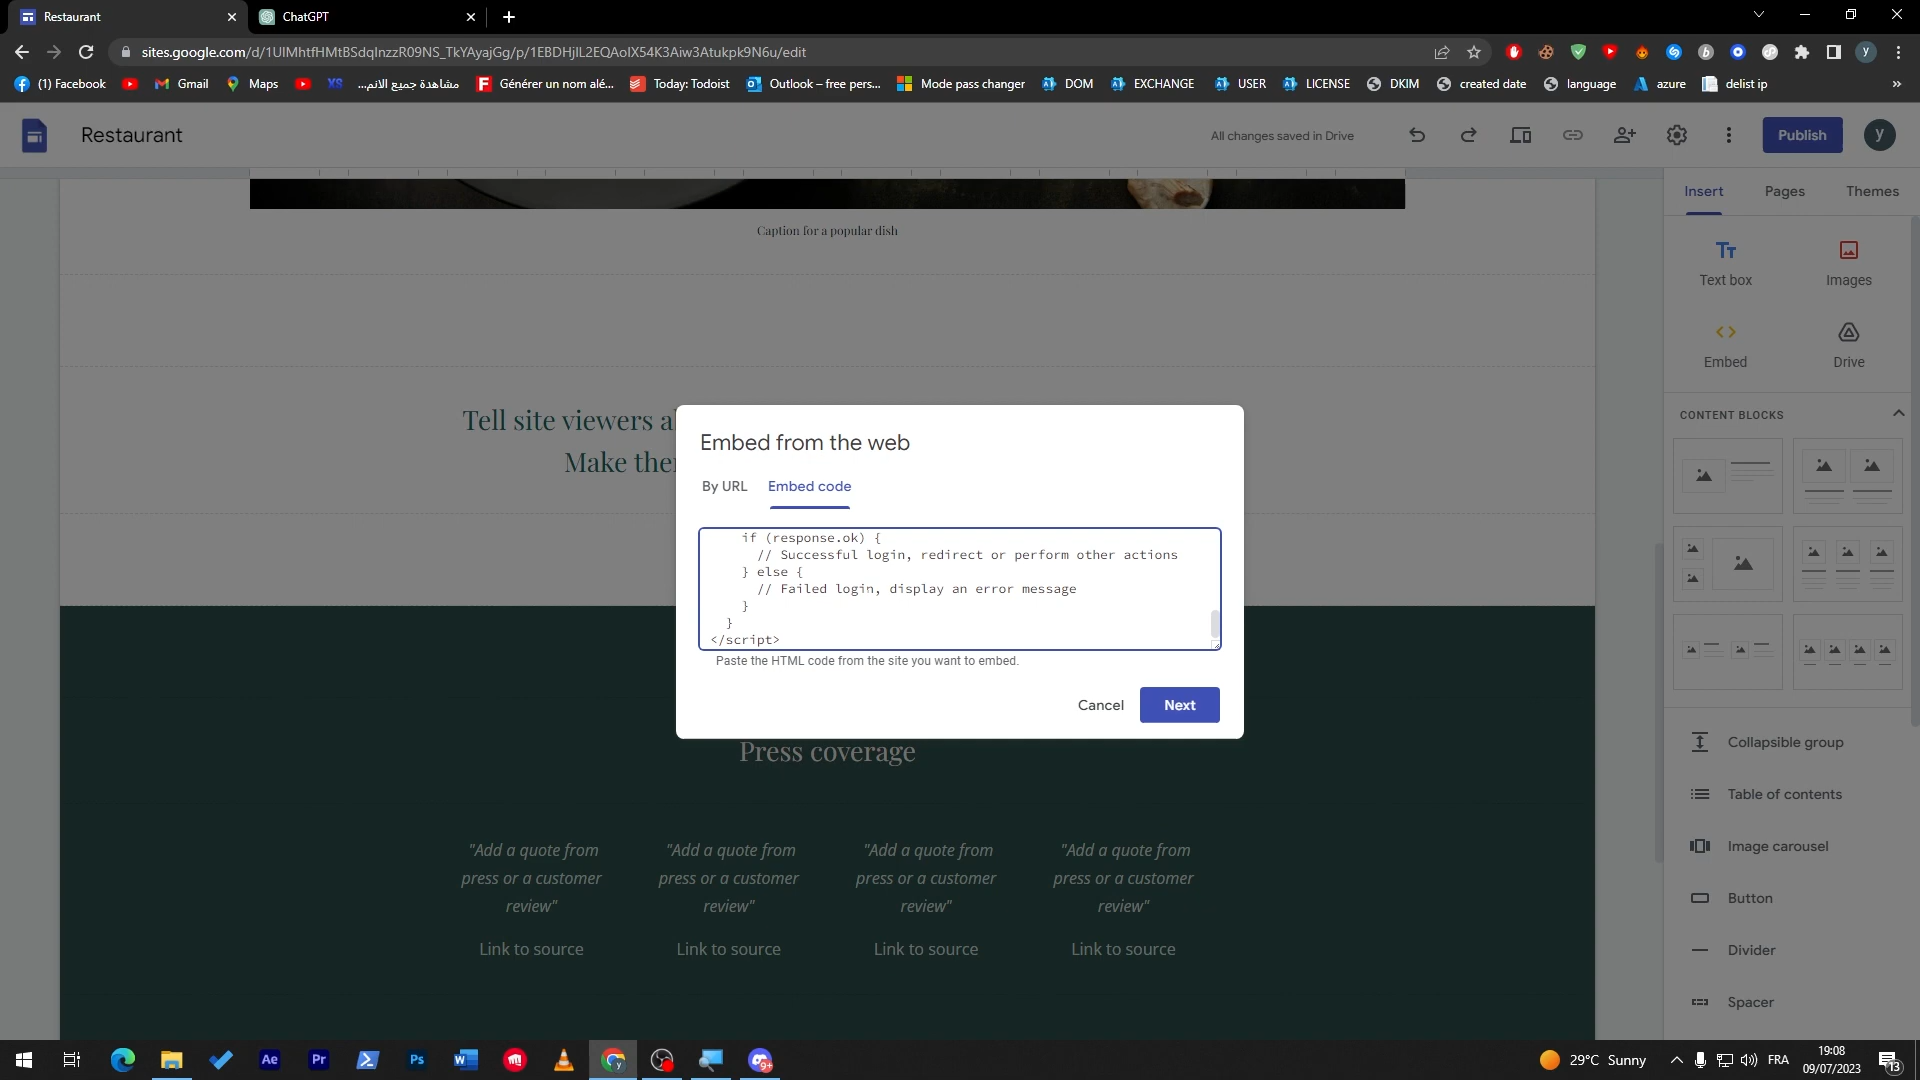 Restaurant
ChatGPT
sites.google.com/d/1UIMhtfHMtBSdqInzzR09NS_TkYAyajGg/p/1EBDHjIL2EQAoIX54K3Aiw3Atukpk9N6u/edit
(1) Facebook
Gmail
Maps
XS
مشاهدة جميع الانم...
Générer un nom alé...
Today: Todoist
Outlook – free pers...
Mode pass changer
DOM
EXCHANGE
USER
LICENSE
DKIM
created date
language
azure
delist ip
Restaurant
All changes saved in Drive
Publish
y
Insert
Pages
Themes
Caption for a popular dish
Text box
Images
Embed
Drive
Tell site viewers a
Make the
CONTENT BLOCKS
Embed from the web
By URL
Embed code
if (response.ok) {
// Successful login, redirect or perform other actions
} else {
// Failed login, display an error message
}
}
</script>
Paste the HTML code from the site you want to embed.
Cancel
Next
Press coverage
"Add a quote from press or a customer review"
"Add a quote from press or a customer review"
"Add a quote from press or a customer review"
"Add a quote from press or a customer review"
Link to source
Link to source
Link to source
Link to source
Collapsible group
Table of contents
Image carousel
Button
Divider
Spacer
Ae
Pr
Ps
W
9+
29°C Sunny
FRA
19:08
09/07/2023
13